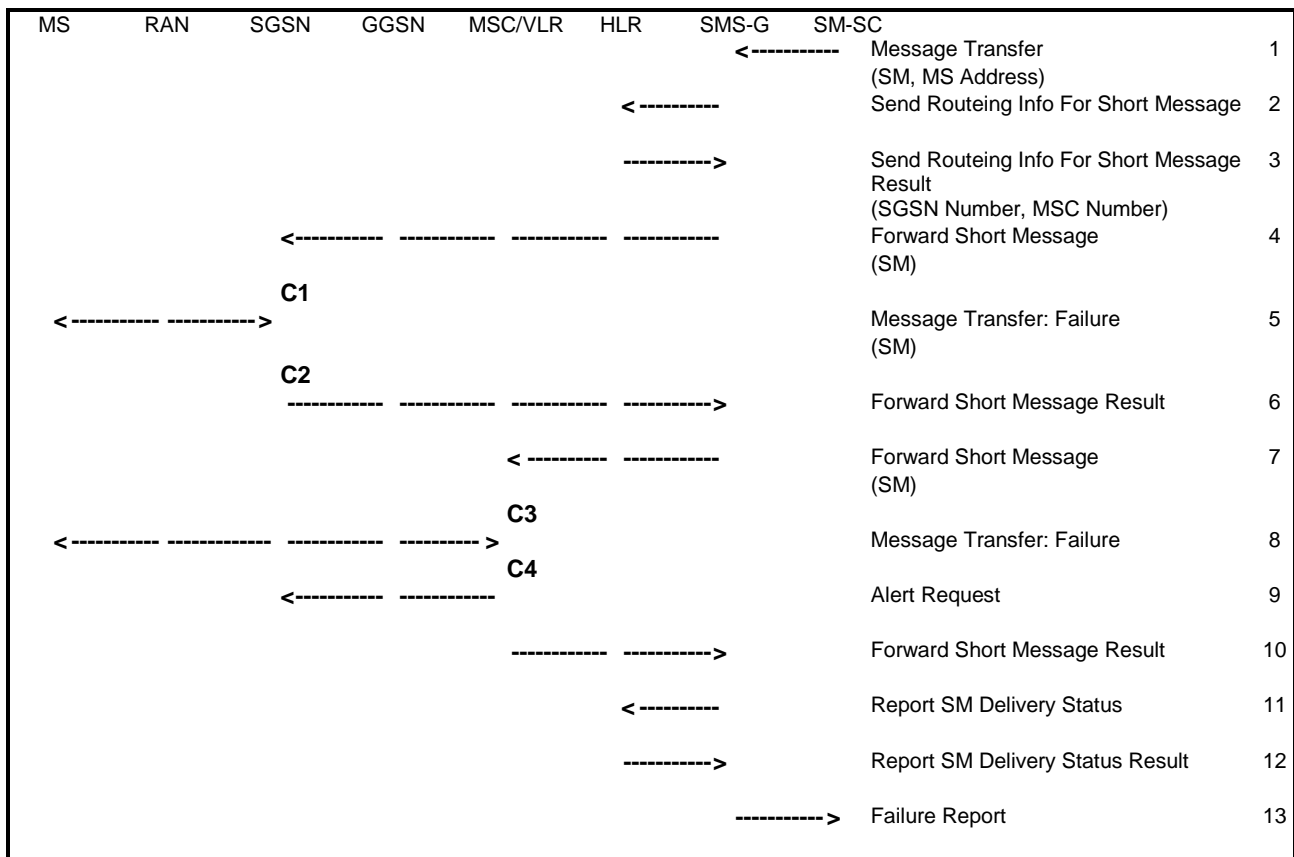 MS RAN SGSN GGSN MSC/VLR HLR SMS-G SM-SC
Message Transfer 1
(SM, MS Address)
Send Routeing Info For Short Message 2
Send Routeing Info For Short Message 3
Result
(SGSN Number, MSC Number)
Forward Short Message 4
(SM)
C1
Message Transfer: Failure 5
(SM)
C2
Forward Short Message Result 6
Forward Short Message 7
(SM)
C3
Message Transfer: Failure 8
C4
Alert Request 9
Forward Short Message Result 10
Report SM Delivery Status 11
Report SM Delivery Status Result 12
Failure Report 13